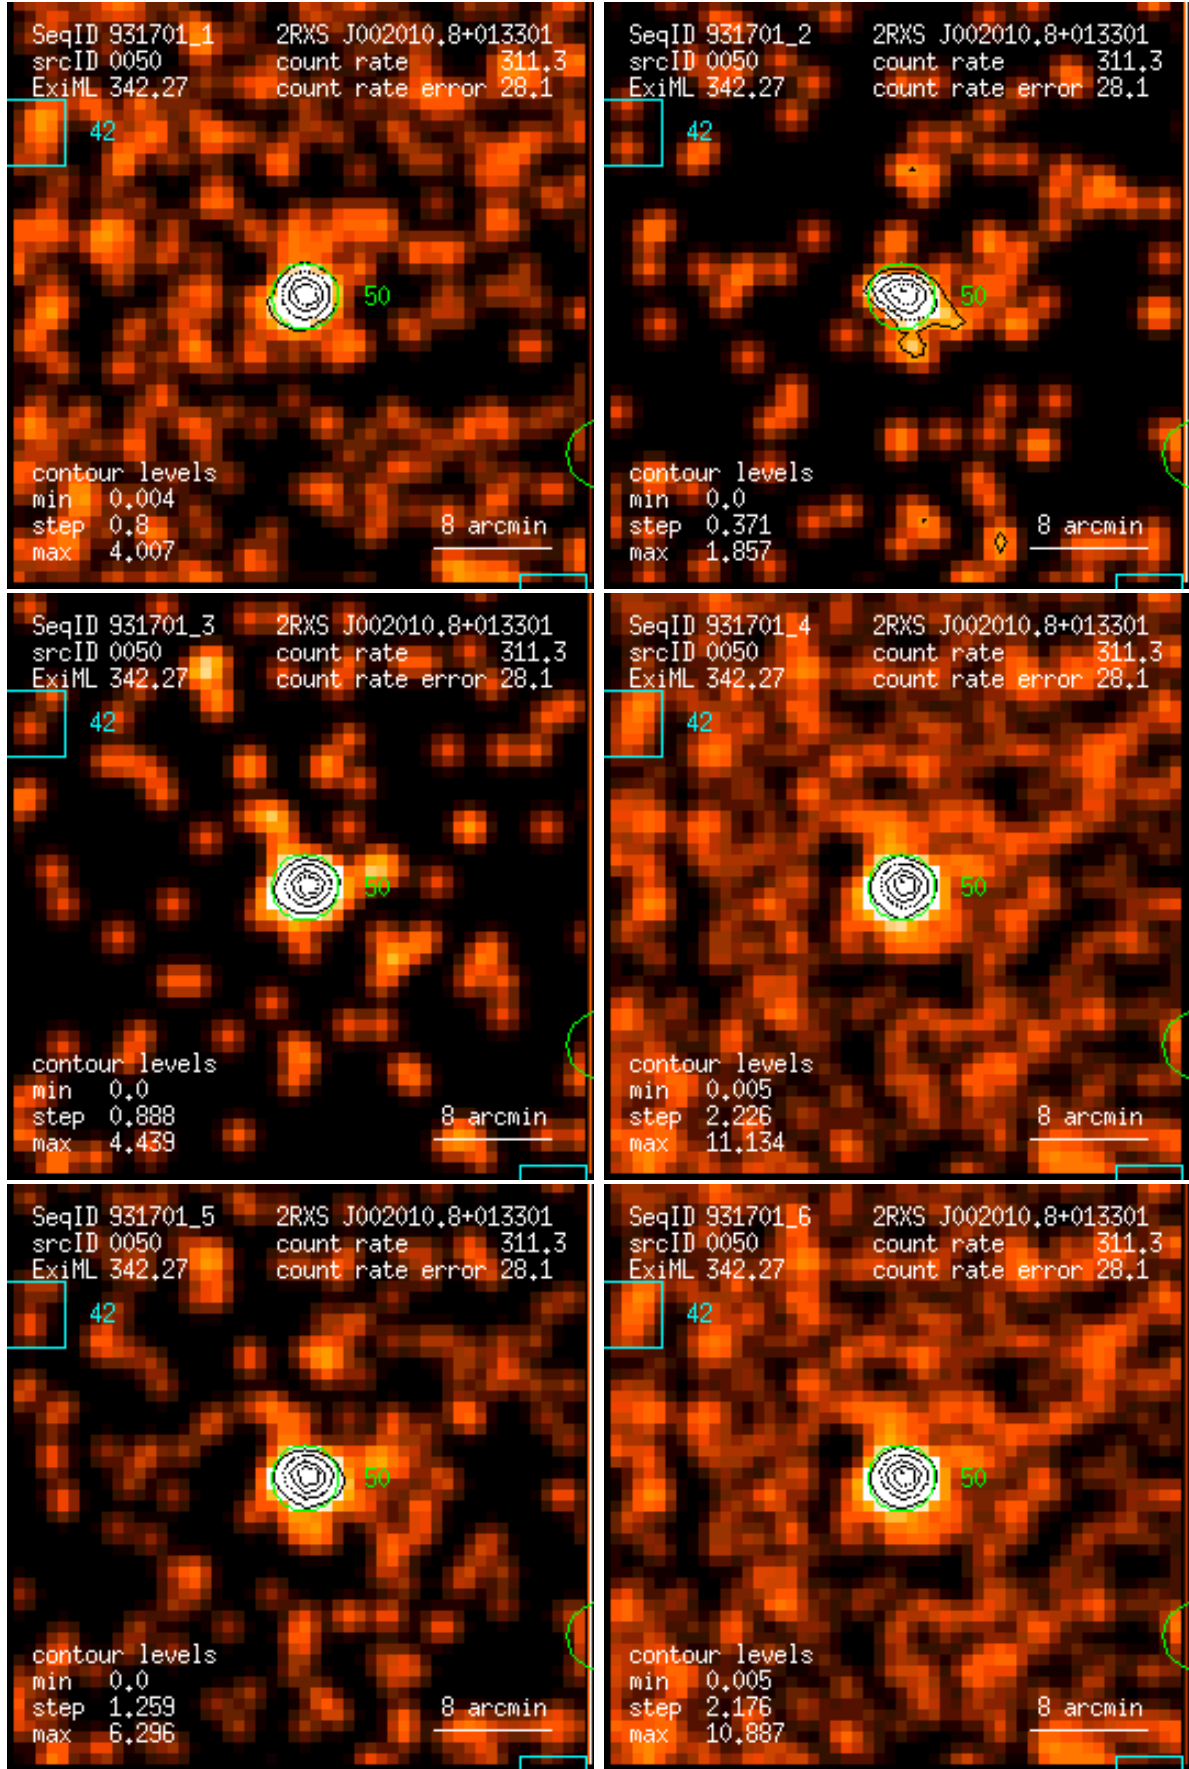 SeqID 931701_1 2RXS J002010.8+013301
srcID 0050 count rate 311.3
ExiML 342.27 count rate error 28.1
42
50
contour levels
min 0.004
step 0.8 8 arcmin
max 4.007
SeqID 931701_2 2RXS J002010.8+013301
srcID 0050 count rate 311.3
ExiML 342.27 count rate error 28.1
42
50
contour levels
min 0.0
step 0.371 8 arcmin
max 1.857
SeqID 931701_3 2RXS J002010.8+013301
srcID 0050 count rate 311.3
ExiML 342.27 count rate error 28.1
42
50
contour levels
min 0.0
step 0.888 8 arcmin
max 4.439
SeqID 931701_4 2RXS J002010.8+013301
srcID 0050 count rate 311.3
ExiML 342.27 count rate error 28.1
42
50
contour levels
min 0.005
step 2.226 8 arcmin
max 11.134
SeqID 931701_5 2RXS J002010.8+013301
srcID 0050 count rate 311.3
ExiML 342.27 count rate error 28.1
42
50
contour levels
min 0.0
step 1.259 8 arcmin
max 6.296
SeqID 931701_6 2RXS J002010.8+013301
srcID 0050 count rate 311.3
ExiML 342.27 count rate error 28.1
42
50
contour levels
min 0.005
step 2.176 8 arcmin
max 10.887